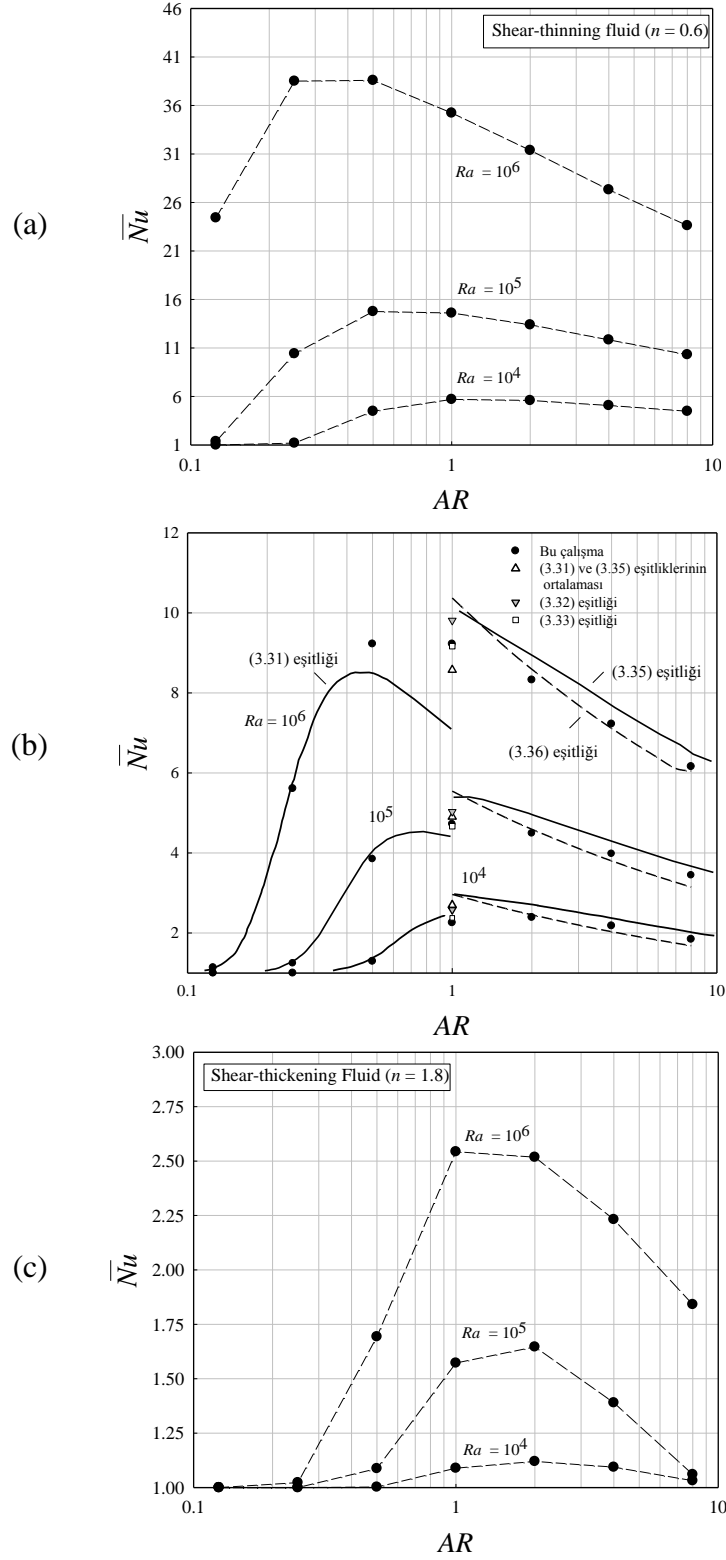 (a)
Nu
46
41
36
31
26
21
16
11
6
1
Shear-thinning fluid (n = 0.6)
Ra = 10^6
Ra = 10^5
Ra = 10^4
0.1
1
10
AR
(b)
Nu
12
10
8
6
4
2
Bu çalışma
(3.31) ve (3.35) eşitliklerinin
ortalaması
(3.32) eşitliği
(3.33) eşitliği
(3.31) eşitliği
Ra = 10^6
(3.35) eşitliği
(3.36) eşitliği
10^5
10^4
0.1
1
10
AR
(c)
Nu
3.00
2.75
2.50
2.25
2.00
1.75
1.50
1.25
1.00
Shear-thickening Fluid (n = 1.8)
Ra = 10^6
Ra = 10^5
Ra = 10^4
0.1
1
10
AR